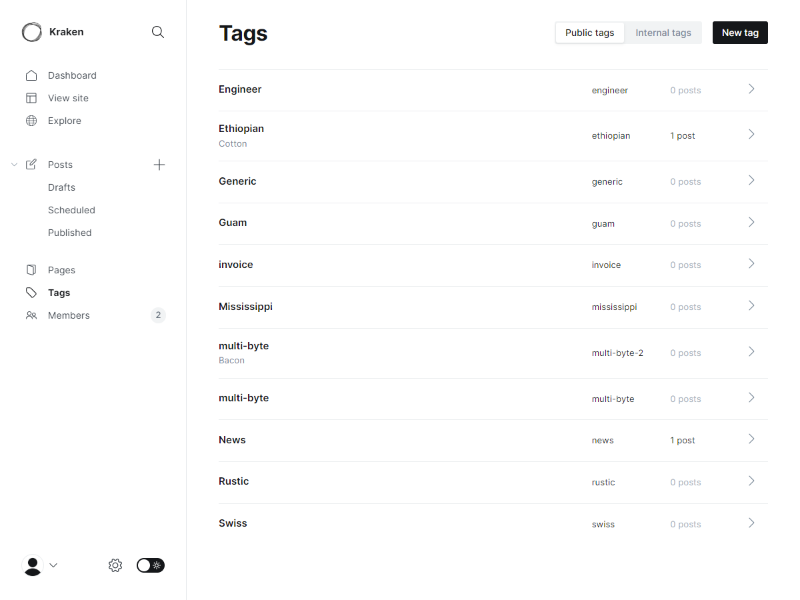 Kraken
Dashboard
View site
Explore
Posts
Drafts
Scheduled
Published
Pages
Tags
Members 2
Tags
Public tags Internal tags New tag
Engineer engineer 0 posts
Ethiopian ethiopian 1 post
Cotton
Generic generic 0 posts
Guam guam 0 posts
invoice invoice 0 posts
Mississippi mississippi 0 posts
multi-byte multi-byte-2 0 posts
Bacon
multi-byte multi-byte 0 posts
News news 1 post
Rustic rustic 0 posts
Swiss swiss 0 posts